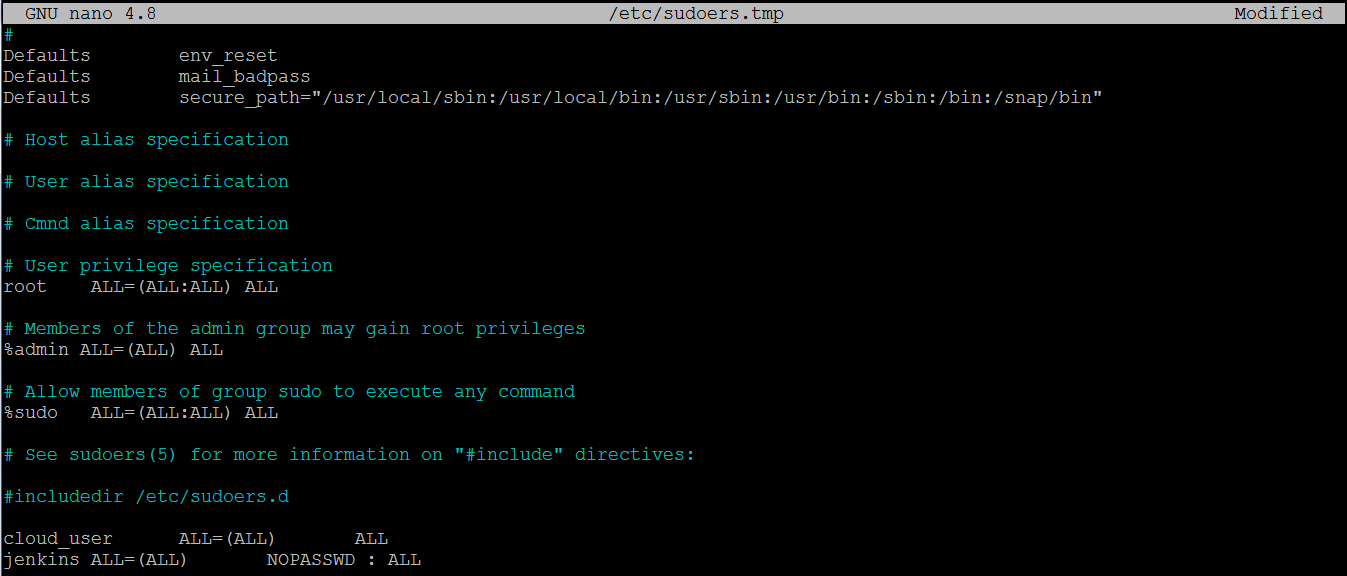 GNU nano 4.8 /etc/sudoers.tmp Modified
#
Defaults env_reset
Defaults mail_badpass
Defaults secure_path="/usr/local/sbin:/usr/local/bin:/usr/sbin:/usr/bin:/sbin:/bin:/snap/bin"
# Host alias specification
# User alias specification
# Cmnd alias specification
# User privilege specification
root ALL=(ALL:ALL) ALL
# Members of the admin group may gain root privileges
%admin ALL=(ALL) ALL
# Allow members of group sudo to execute any command
%sudo ALL=(ALL:ALL) ALL
# See sudoers(5) for more information on "#include" directives:
#includedir /etc/sudoers.d
cloud_user ALL=(ALL) ALL
jenkins ALL=(ALL) NOPASSWD : ALL